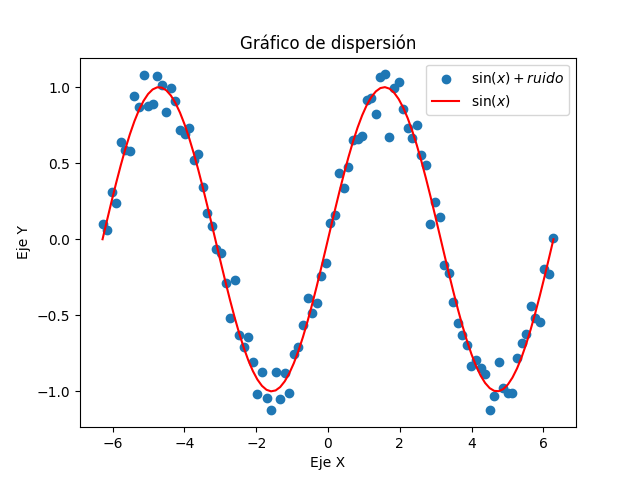 Gráfico de dispersión
sin(x) + ruido
sin(x)
1.0
0.5
0.0
−0.5
−1.0
Eje Y
−6 −4 −2 0 2 4 6
Eje X